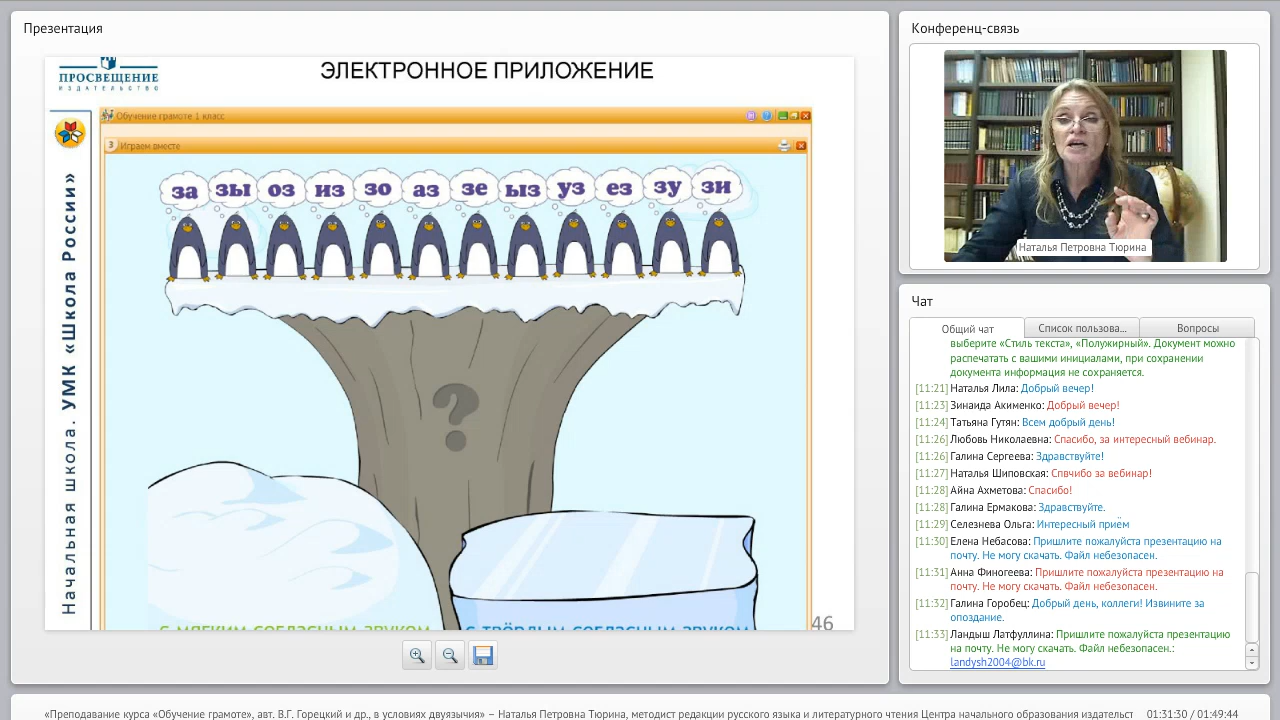 Презентация
ПРОСВЕЩЕНИЕ
ИЗДАТЕЛЬСТВО
ЭЛЕКТРОННОЕ ПРИЛОЖЕНИЕ
Начальная школа. УМК «Школа России»
Обучение грамоте 1 класс
3 Играем вместе
за зы оз из зо аз зе ыз уз ез зу зи
?
С МЯГКИМ СОГЛАСНЫМ ЗВУКОМ
С ТВЁРДЫМ СОГЛАСНЫМ ЗВУКОМ
46
Конференц-связь
Наталья Петровна Тюрина
Чат
Общий чат
Список пользова...
Вопросы
выберите «Стиль текста», «Полужирный». Документ можно
распечатать с вашими инициалами, при сохранении
документа информация не сохраняется.
[11:21] Наталья Лила: Добрый вечер!
[11:23] Зинаида Акименко: Добрый вечер!
[11:24] Татьяна Гутян: Всем добрый день!
[11:26] Любовь Николаевна: Спасибо, за интересный вебинар.
[11:26] Галина Сергеева: Здравствуйте!
[11:27] Наталья Шиповская: Спвчибо за вебинар!
[11:28] Айна Ахметова: Спасибо!
[11:28] Галина Ермакова: Здравствуйте.
[11:29] Селезнева Ольга: Интересный приём
[11:30] Елена Небасова: Пришлите пожалуйста презентацию на
почту. Не могу скачать. Файл небезопасен.
[11:31] Анна Финогеева: Пришлите пожалуйста презентацию на
почту. Не могу скачать. Файл небезопасен.
[11:32] Галина Горобец: Добрый день, коллеги! Извините за
опоздание.
[11:33] Ландыш Латфуллина: Пришлите пожалуйста презентацию
на почту. Не могу скачать. Файл небезопасен.:
landysh2004@bk.ru
«Преподавание курса «Обучение грамоте», авт. В.Г. Горецкий и др., в условиях двуязычия» – Наталья Петровна Тюрина, методист редакции русского языка и литературного чтения Центра начального образования издательст
01:31:30 / 01:49:44